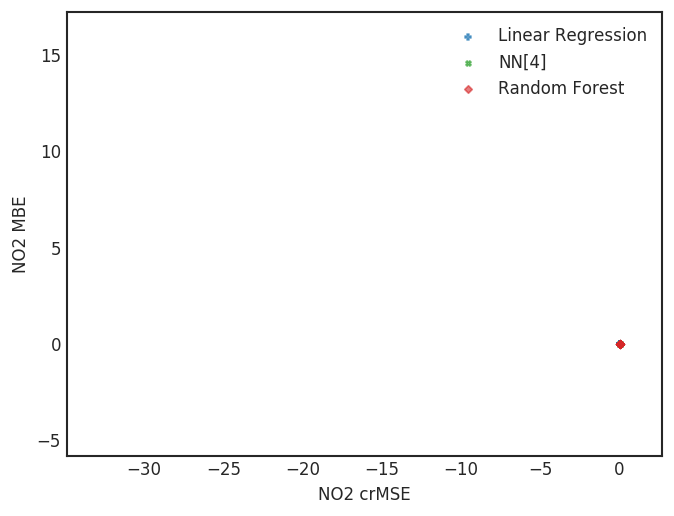 Linear Regression
NN[4]
Random Forest
15
10
5
0
−5
NO2 MBE
−30
−25
−20
−15
−10
−5
0
NO2 crMSE